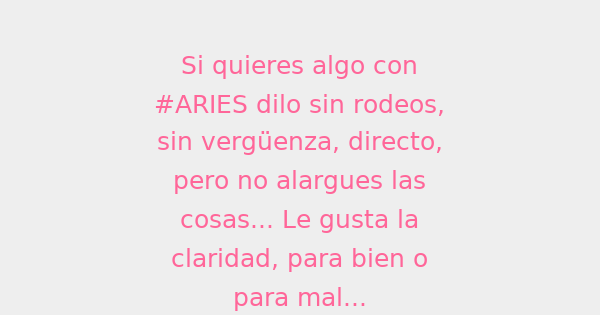 Si quieres algo con
#ARIES dilo sin rodeos,
sin vergüenza, directo,
pero no alargues las
cosas... Le gusta la
claridad, para bien o
para mal...